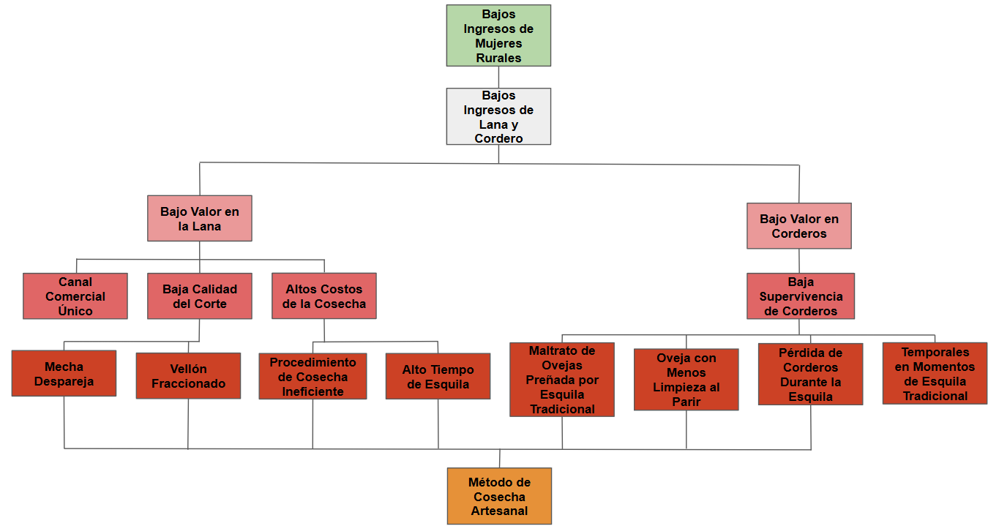 Bajos
Ingresos de
Mujeres
Rurales
Bajos
Ingresos de
Lana y
Cordero
Bajo Valor en
la Lana
Bajo Valor en
Corderos
Canal
Comercial
Único
Baja Calidad
del Corte
Altos Costos
de la Cosecha
Baja
Supervivencia
de Corderos
Mecha
Despareja
Vellón
Fraccionado
Procedimiento
de Cosecha
Ineficiente
Alto Tiempo
de Esquila
Maltrato de
Ovejas
Preñada por
Esquila
Tradicional
Oveja con
Menos
Limpieza al
Parir
Pérdida de
Corderos
Durante la
Esquila
Temporales
en Momentos
de Esquila
Tradicional
Método de
Cosecha
Artesanal